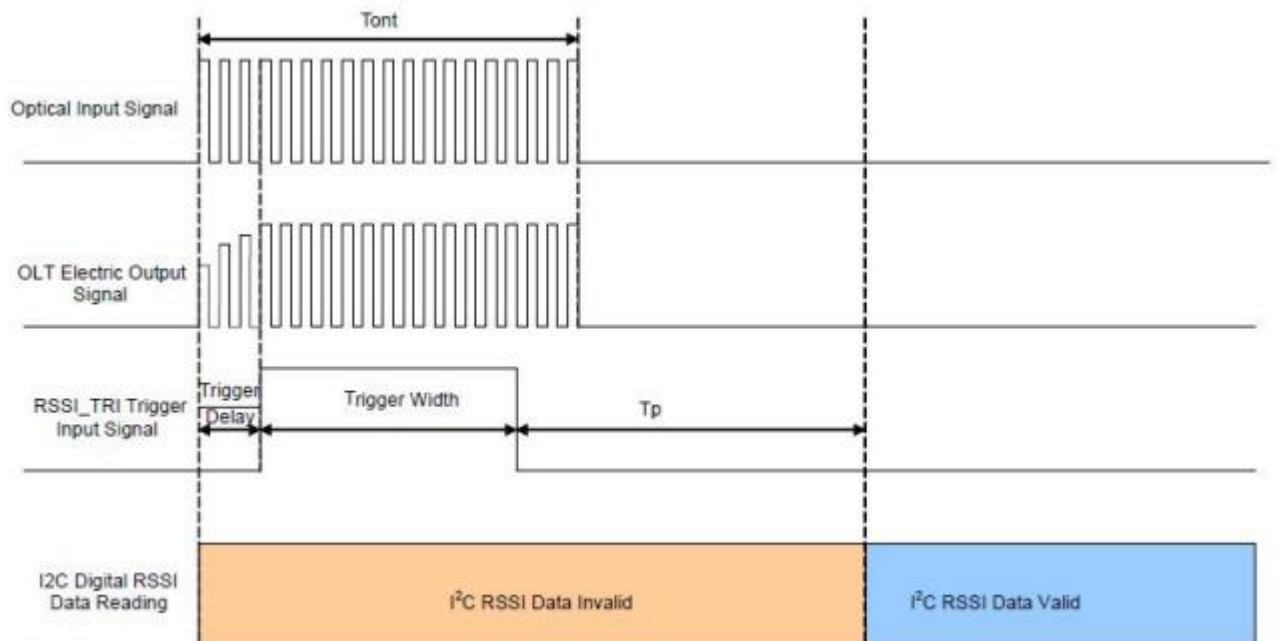 Tont
Optical Input Signal
OLT Electric Output
Signal
RSSI_TRI Trigger
Input Signal
Trigger
Delay
Trigger Width
Tp
I2C Digital RSSI
Data Reading
I²C RSSI Data Invalid
I²C RSSI Data Valid